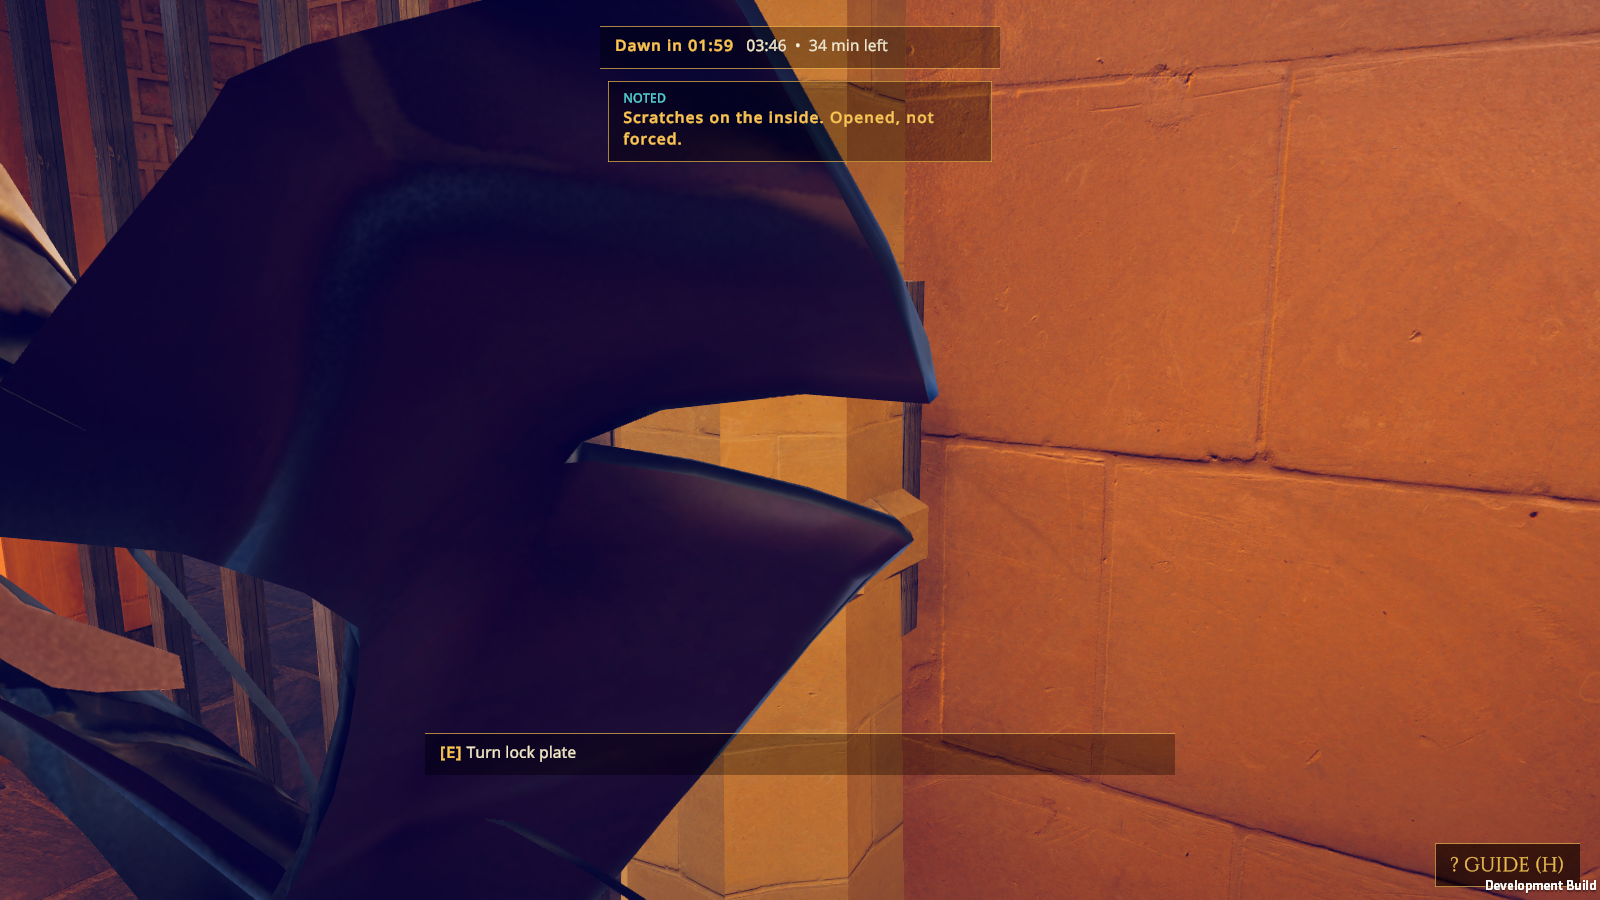 Dawn in 01:59 03:46 • 34 min left
NOTED
Scratches on the inside. Opened, not
forced.
[E] Turn lock plate
? GUIDE (H)
Development Build